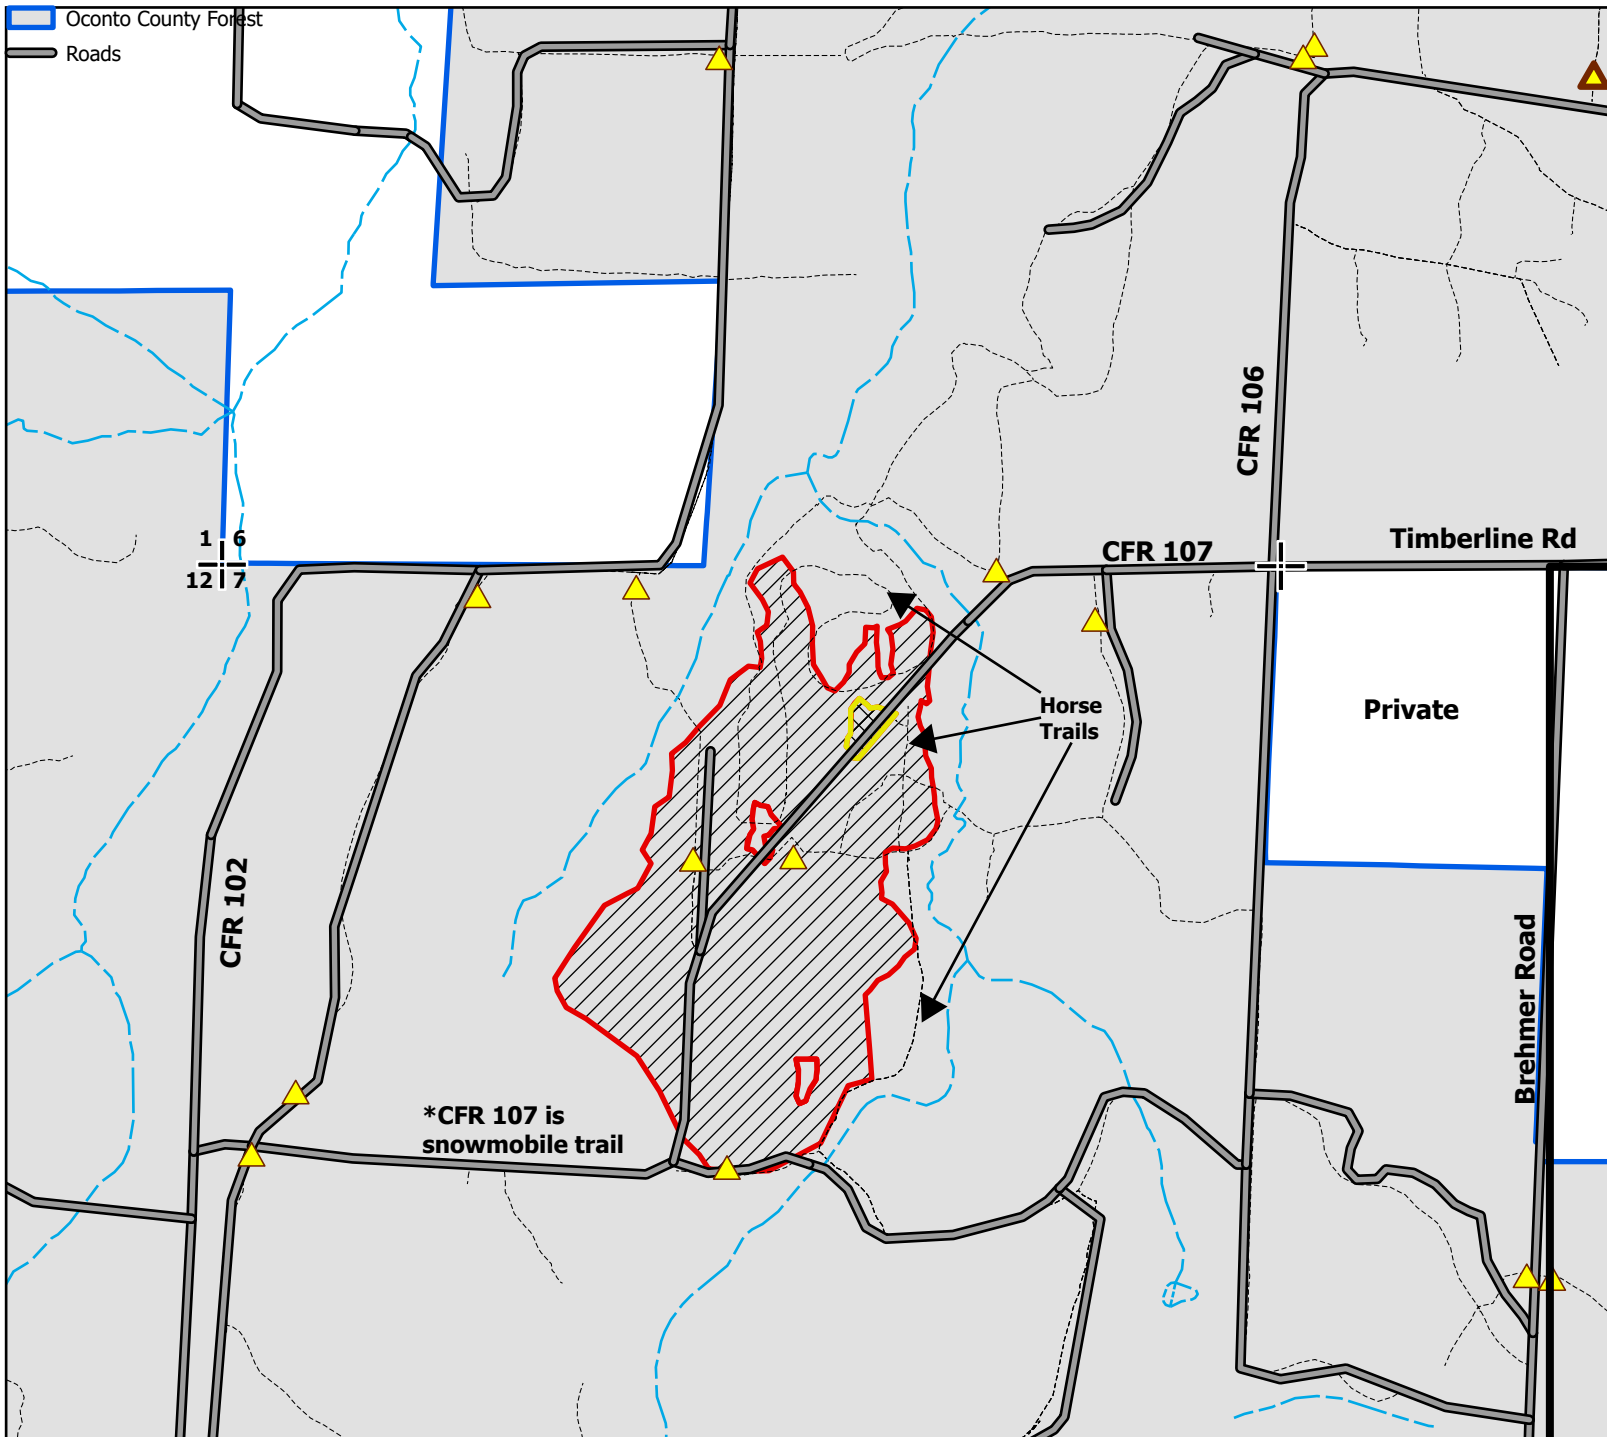 Oconto County Forest
Roads
CFR 106
1 6
12 7
CFR 107
Timberline Rd
Horse
Trails
Private
CFR 102
Brehmer Road
*CFR 107 is
snowmobile trail